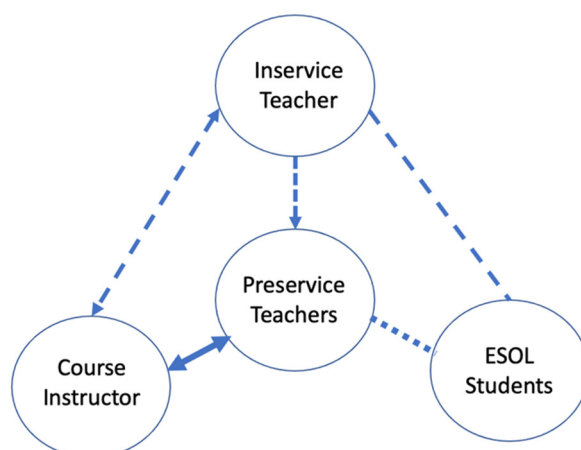 Inservice
Teacher
Preservice
Teachers
Course
Instructor
ESOL
Students